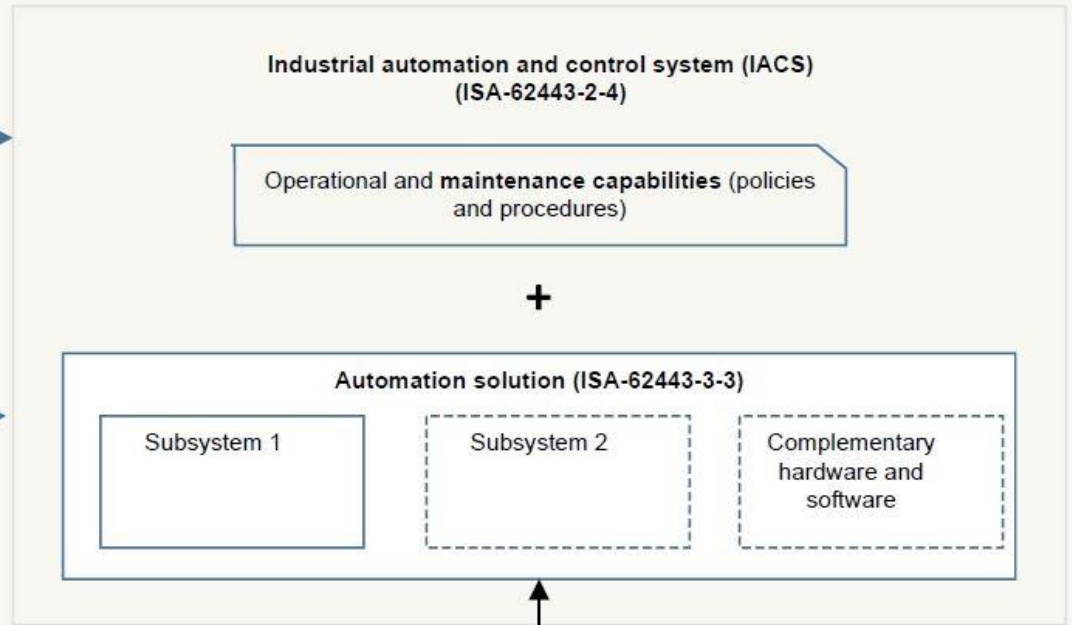 Industrial automation and control system (IACS)
(ISA-62443-2-4)
Operational and maintenance capabilities (policies
and procedures)
+
Automation solution (ISA-62443-3-3)
Subsystem 1
Subsystem 2
Complementary
hardware and
software